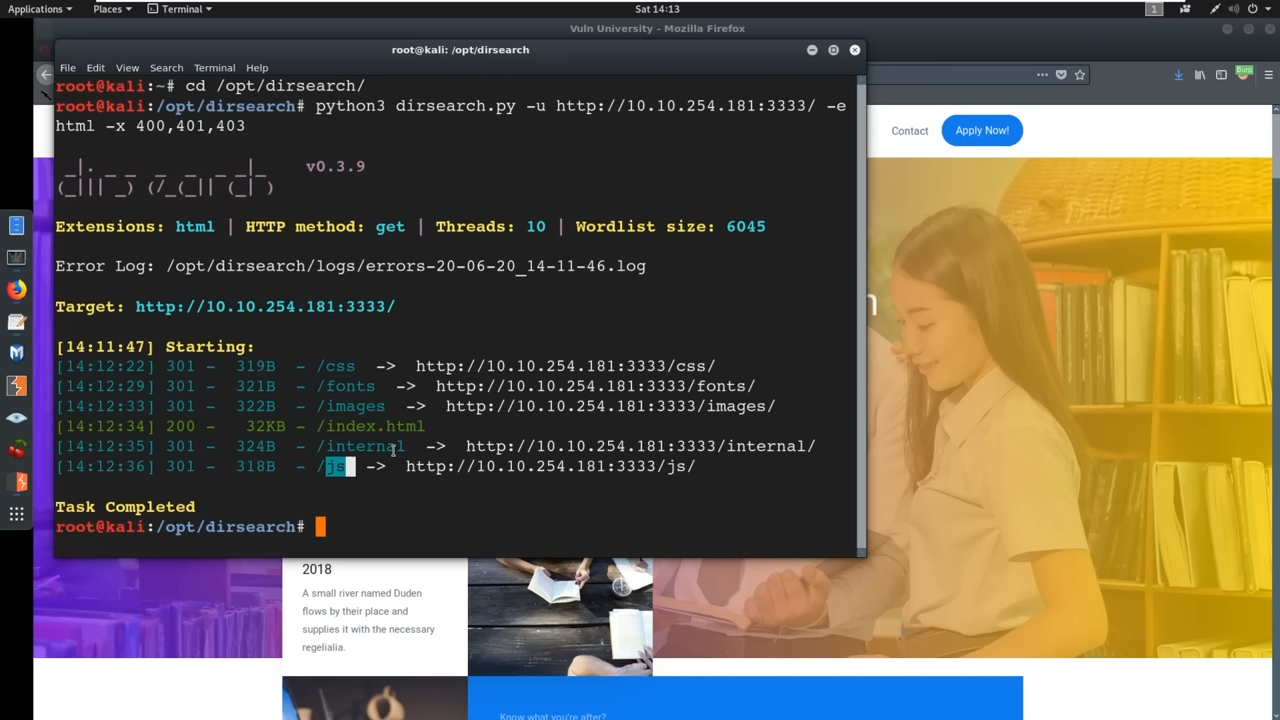 Applications Places Terminal Sat 14:13 1
Vuln University - Mozilla Firefox
root@kali: /opt/dirsearch
File Edit View Search Terminal Help
Burp
root@kali:~# cd /opt/dirsearch/
root@kali:/opt/dirsearch# python3 dirsearch.py -u http://10.10.254.181:3333/ -e
html -x 400,401,403
Contact Apply Now!
v0.3.9
Extensions: html | HTTP method: get | Threads: 10 | Wordlist size: 6045
Error Log: /opt/dirsearch/logs/errors-20-06-20_14-11-46.log
Target: http://10.10.254.181:3333/
[14:11:47] Starting:
[14:12:22] 301 - 319B - /css -> http://10.10.254.181:3333/css/
[14:12:29] 301 - 321B - /fonts -> http://10.10.254.181:3333/fonts/
[14:12:33] 301 - 322B - /images -> http://10.10.254.181:3333/images/
[14:12:34] 200 - 32KB - /index.html
[14:12:35] 301 - 324B - /internal -> http://10.10.254.181:3333/internal/
[14:12:36] 301 - 318B - /js -> http://10.10.254.181:3333/js/
Task Completed
root@kali:/opt/dirsearch#
2018
A small river named Duden
flows by their place and
supplies it with the necessary
regelialia.
Know what you're after?